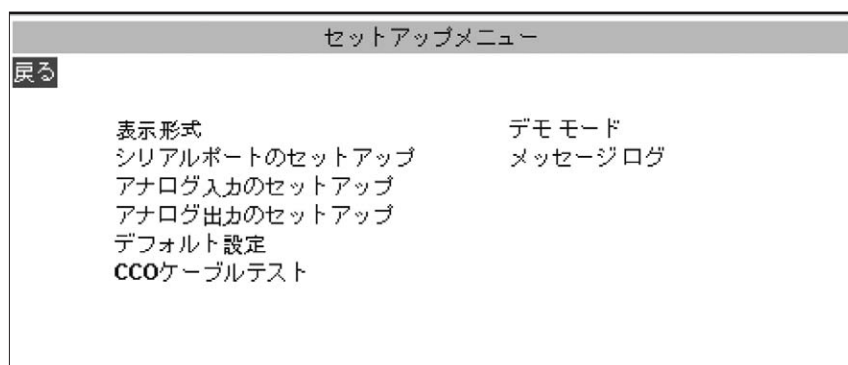 セットアップメニュー
戻る
表示形式
シリアルポートのセットアップ
アナログ入力のセットアップ
アナログ出力のセットアップ
デフォルト設定
CCOケーブルテスト
デモ モード
メッセージ ログ